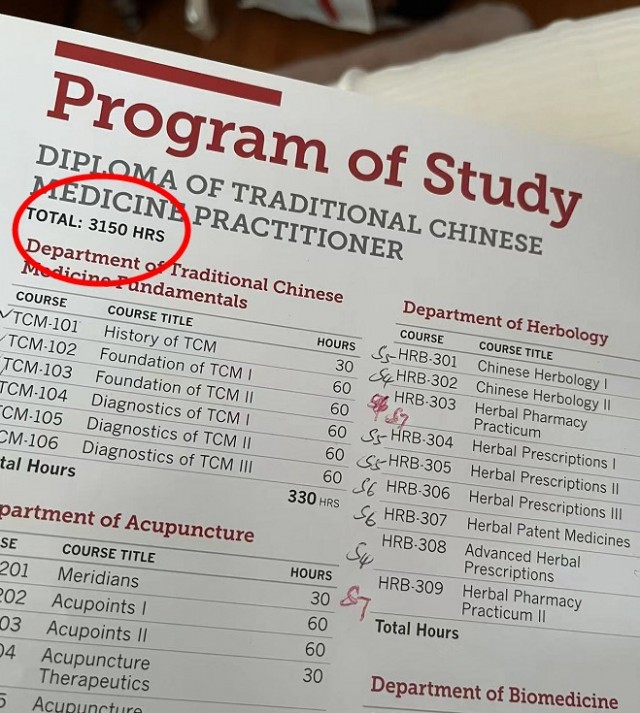 Program of Study
DIPLOMA OF TRADITIONAL CHINESE
MEDICINE PRACTITIONER
TOTAL: 3150 HRS
Department of Traditional Chinese
Medicine Fundamentals
COURSE COURSE TITLE HOURS
TCM-101 History of TCM 30
TCM-102 Foundation of TCM I 60
TCM-103 Foundation of TCM II 60
TCM-104 Diagnostics of TCM I 60
CM-105 Diagnostics of TCM II 60
CM-106 Diagnostics of TCM III 60
tal Hours 330 HRS
partment of Acupuncture
SE COURSE TITLE HOURS
201 Meridians 30
202 Acupoints I 60
03 Acupoints II 60
04 Acupuncture 30
Therapeutics
5 Acupuncture
Department of Herbology
COURSE COURSE TITLE
S5 HRB-301 Chinese Herbology I
S4 HRB-302 Chinese Herbology II
S7 HRB-303 Herbal Pharmacy
Practicum
S5 HRB-304 Herbal Prescriptions I
S5 HRB-305 Herbal Prescriptions II
S6 HRB-306 Herbal Prescriptions III
S6 HRB-307 Herbal Patent Medicines
S4 HRB-308 Advanced Herbal
Prescriptions
S7 HRB-309 Herbal Pharmacy
Practicum II
Total Hours
Department of Biomedicine